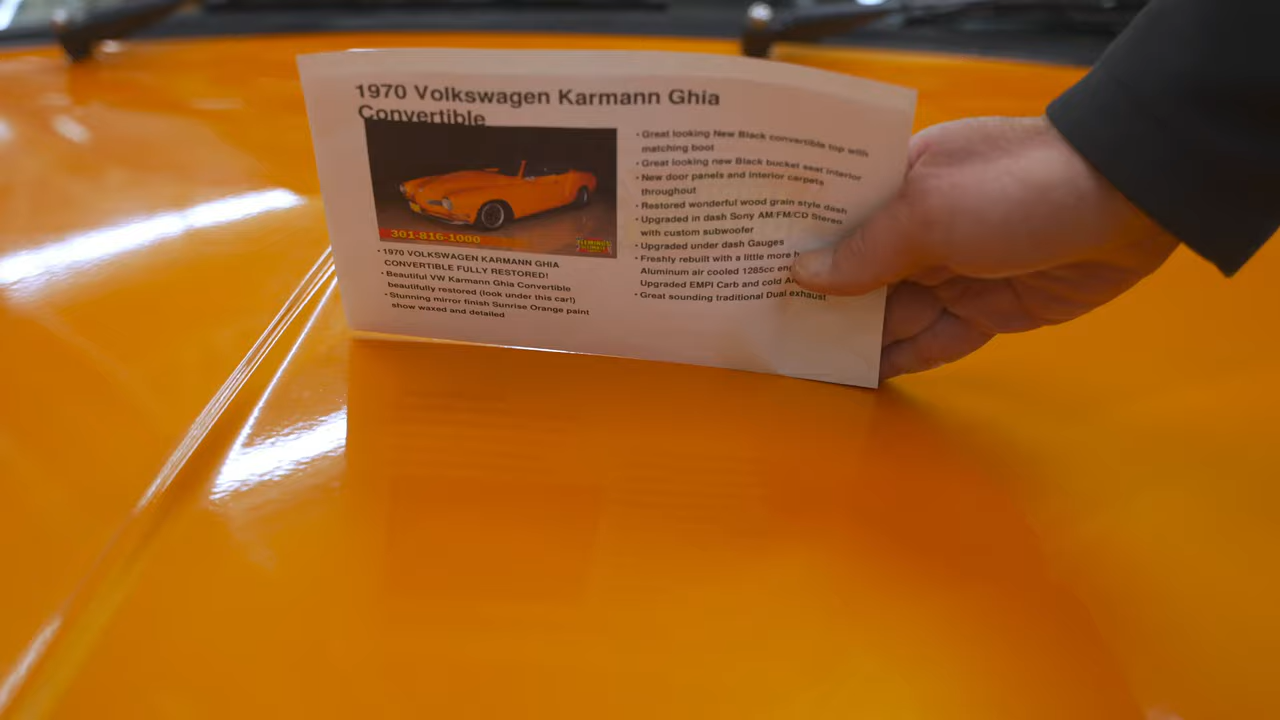 1970 Volkswagen Karmann Ghia
Convertible
301-816-1000
FLEMING'S
• 1970 VOLKSWAGEN KARMANN GHIA
CONVERTIBLE FULLY RESTORED!
• Beautiful VW Karmann Ghia Convertible
beautifully restored (look under this car!)
• Stunning mirror finish Sunrise Orange paint
show waxed and detailed
• Great looking New Black convertible top with
matching boot
• Great looking new Black bucket seat interior
• New door panels and interior carpets
throughout
• Restored wonderful wood grain style dash
• Upgraded in dash Sony AM/FM/CD Stereo
with custom subwoofer
• Upgraded under dash Gauges
• Freshly rebuilt with a little more
Aluminum air cooled 1285cc
Upgraded EMPI Carb and cold
• Great sounding traditional Dual exhaust